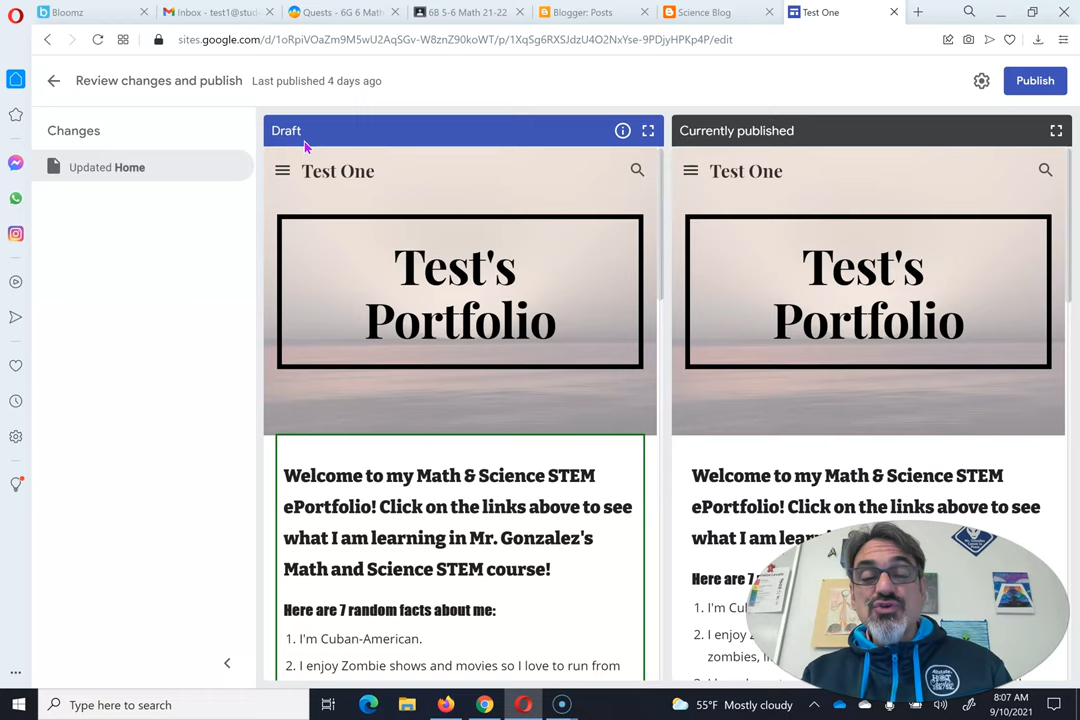 Bloomz
Inbox - test1@stud
Quests - 6G 6 Math
6B 5-6 Math 21-22
Blogger: Posts
Science Blog
Test One
sites.google.com/d/1oRpiVOaZm9M5wU2AqSGv-W8znZ90koWT/p/1XqSg6RXSJdzU4O2NxYse-9PDjyHPKp4P/edit
Review changes and publish
Last published 4 days ago
Publish
Changes
Updated Home
Draft
Test One
Test's
Portfolio
Welcome to my Math & Science STEM
ePortfolio! Click on the links above to see
what I am learning in Mr. Gonzalez's
Math and Science STEM course!
Here are 7 random facts about me:
1. I'm Cuban-American.
2. I enjoy Zombie shows and movies so I love to run from
Currently published
Test One
Test's
Portfolio
Welcome to my Math & Science STEM
ePortfolio! Click on the links above to see
what I am
Here are 7
1. I'm
2. I enjoy
zombies,
Type here to search
55°F Mostly cloudy
8:07 AM
9/10/2021